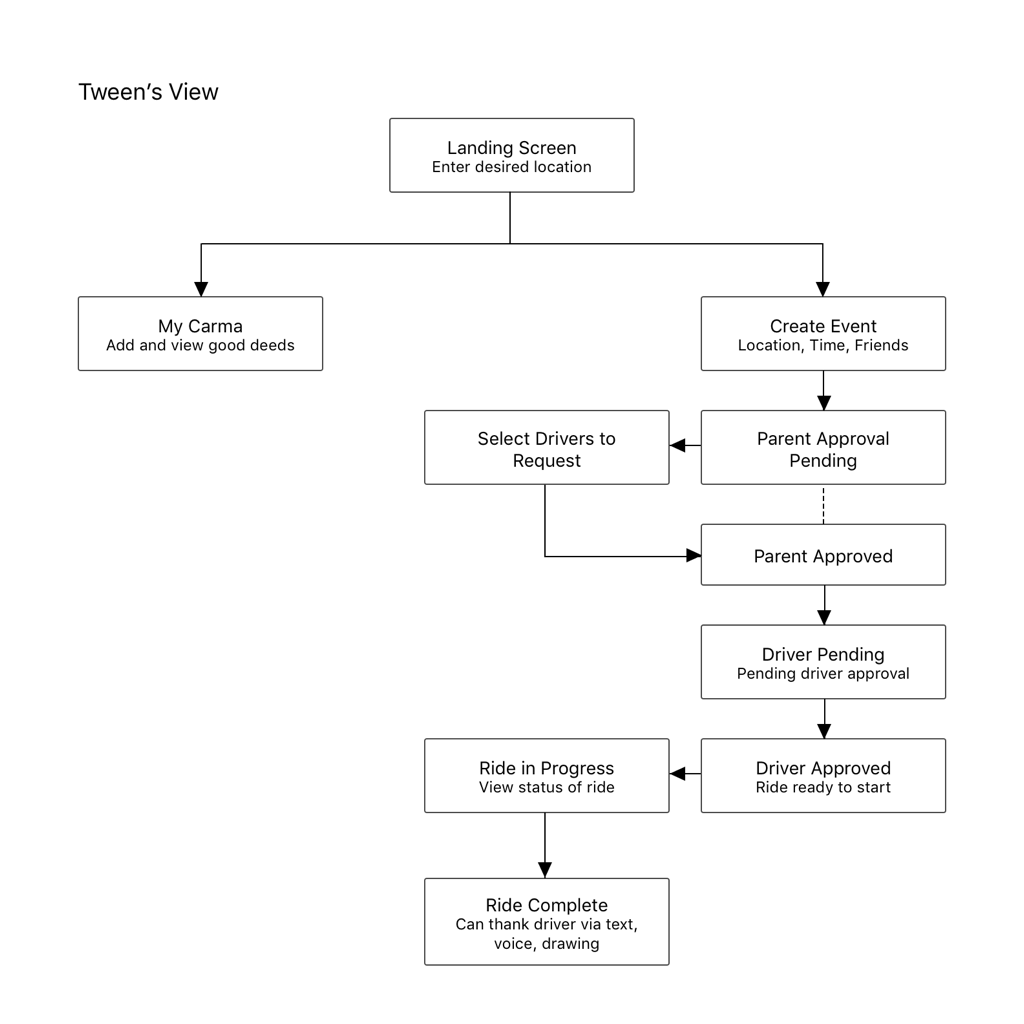 Tween’s View
Landing Screen
Enter desired location
My Carma
Add and view good deeds
Create Event
Location, Time, Friends
Select Drivers to
Request
Parent Approval
Pending
Parent Approved
Driver Pending
Pending driver approval
Ride in Progress
View status of ride
Driver Approved
Ride ready to start
Ride Complete
Can thank driver via text,
voice, drawing